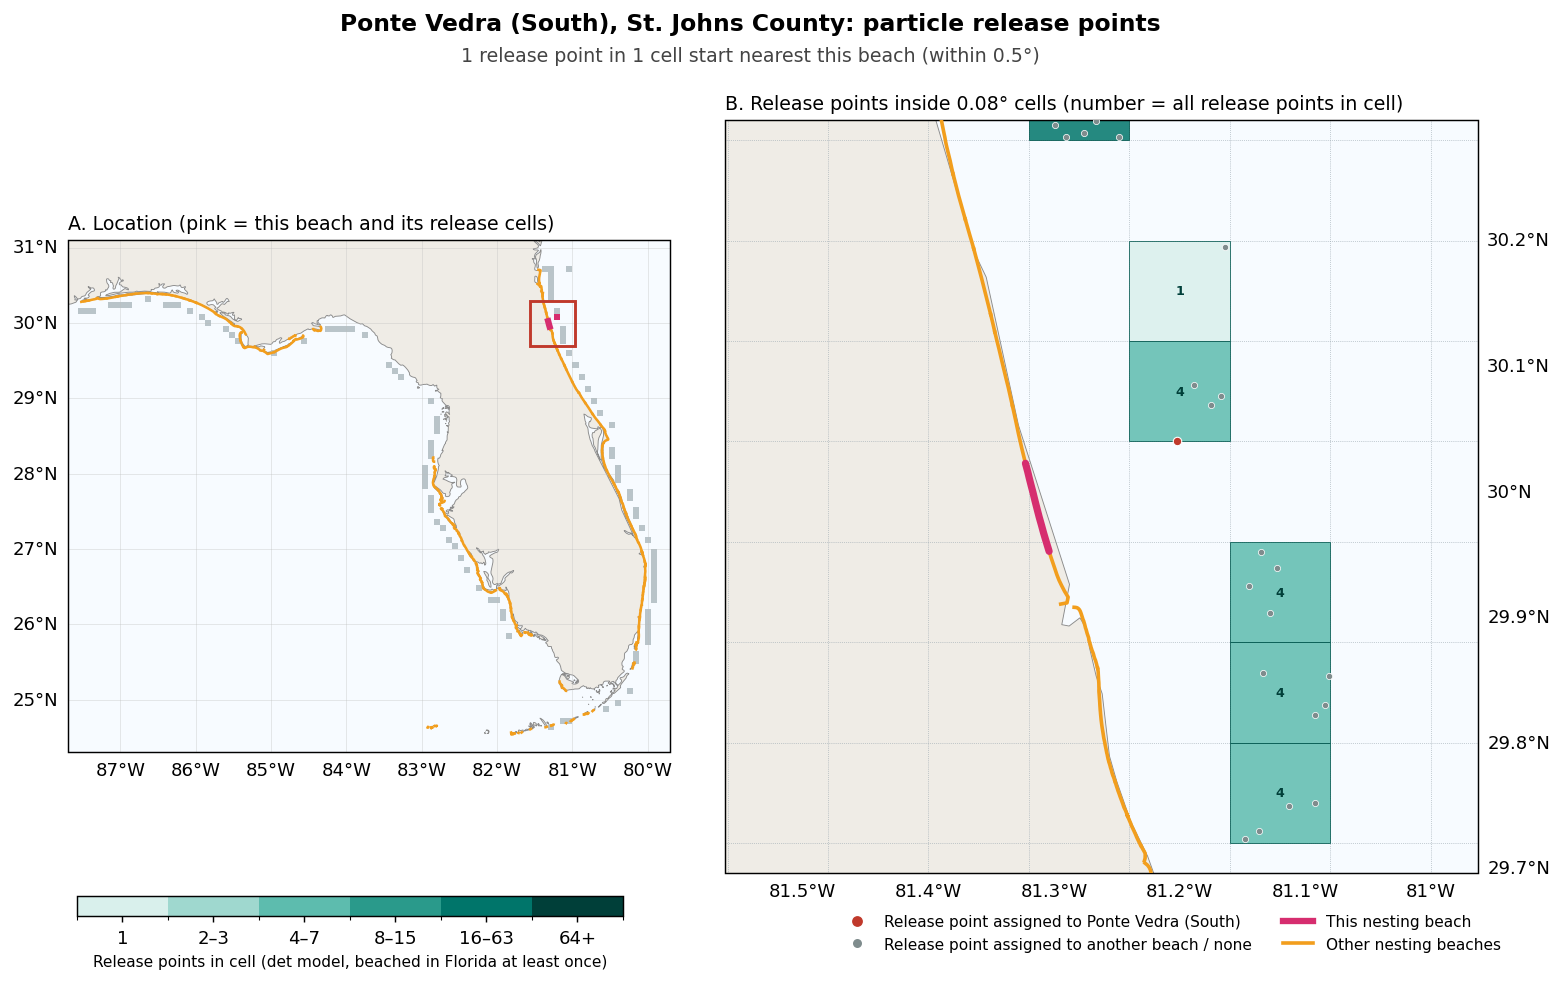 Ponte Vedra (South), St. Johns County: particle release points
1 release point in 1 cell start nearest this beach (within 0.5°)
A. Location (pink = this beach and its release cells)
31°N
30°N
29°N
28°N
27°N
26°N
25°N
87°W 86°W 85°W 84°W 83°W 82°W 81°W 80°W
1 2–3 4–7 8–15 16–63 64+
Release points in cell (det model, beached in Florida at least once)
B. Release points inside 0.08° cells (number = all release points in cell)
1
4
4
4
4
30.2°N
30.1°N
30°N
29.9°N
29.8°N
29.7°N
81.5°W 81.4°W 81.3°W 81.2°W 81.1°W 81°W
Release point assigned to Ponte Vedra (South)
Release point assigned to another beach / none
This nesting beach
Other nesting beaches